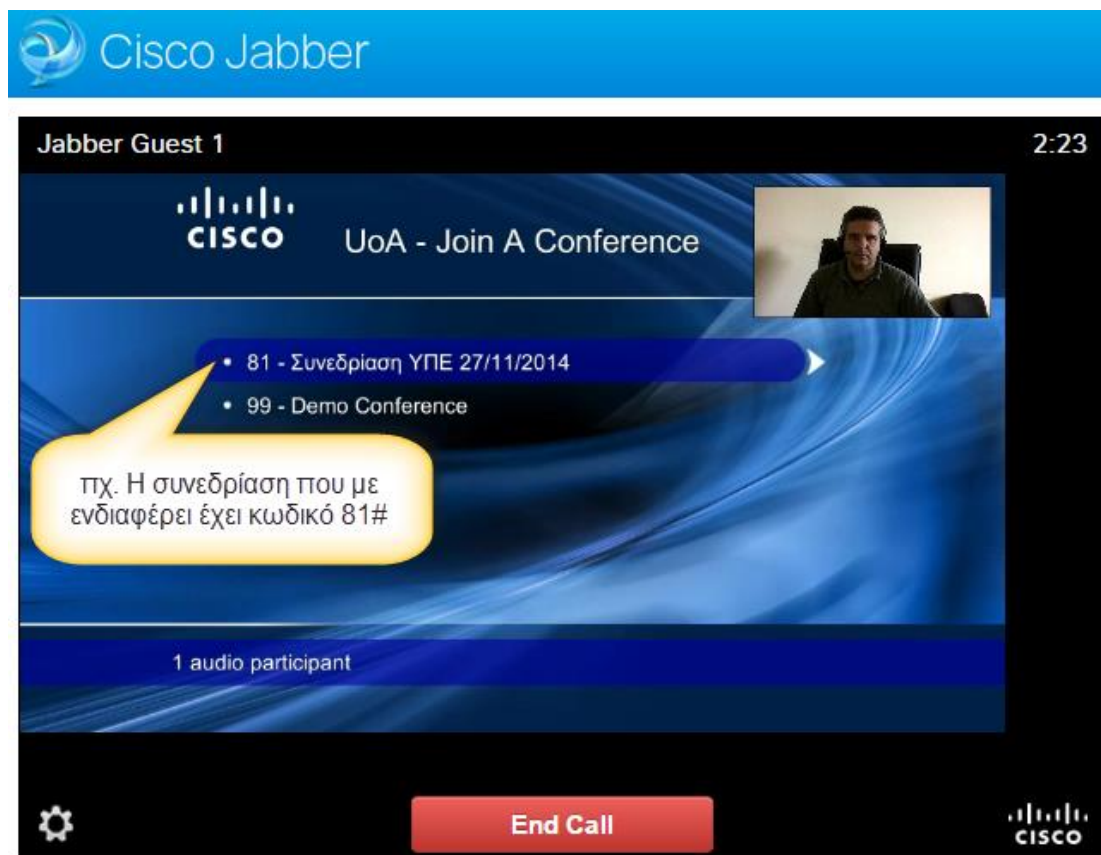 Cisco Jabber
Jabber Guest 1 2:23
CISCO
UoA - Join A Conference
• 81 - Συνεδρίαση ΥΠΕ 27/11/2014
• 99 - Demo Conference
πχ. Η συνεδρίαση που με
ενδιαφέρει έχει κωδικό 81#
1 audio participant
End Call
CISCO